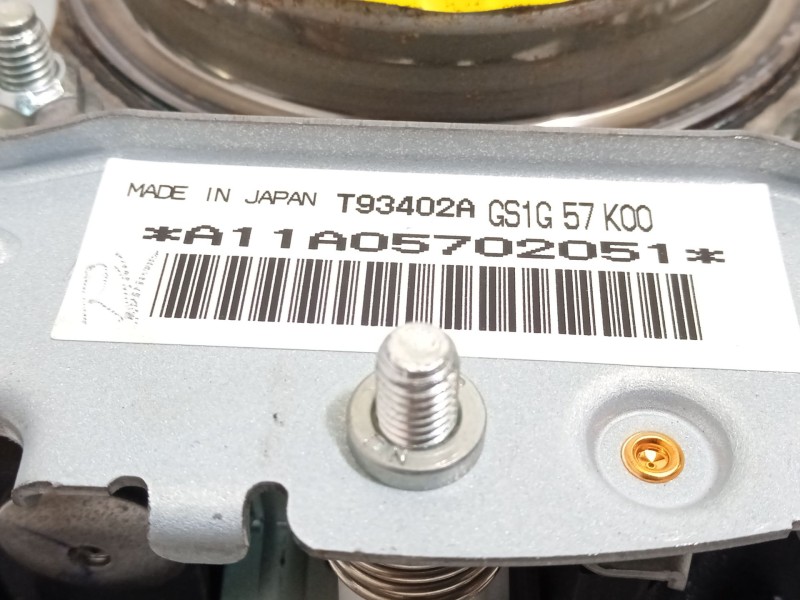 MADE IN JAPAN T93402A GS1G 57 K00
*A11A05702051*